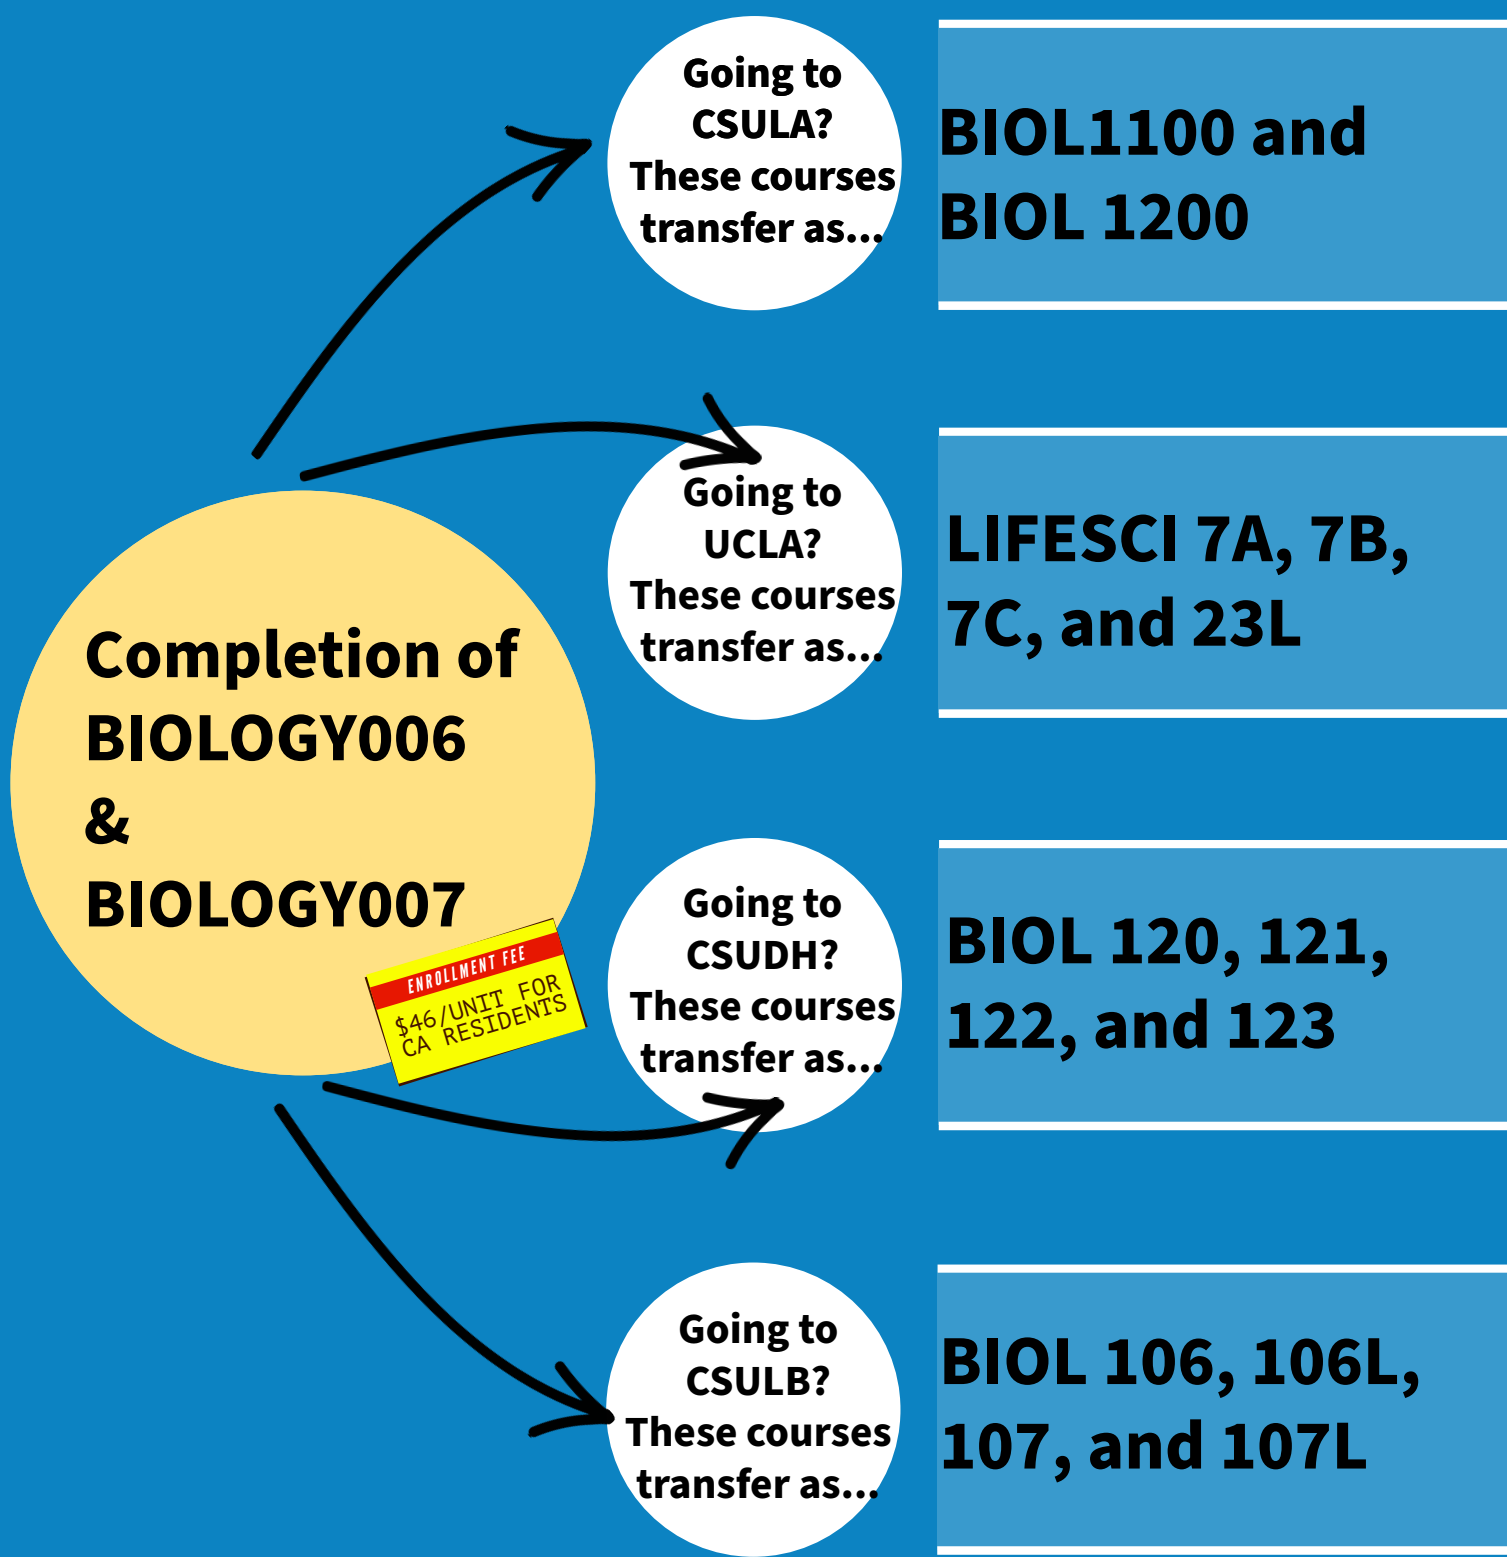 Going to
CSULA?
These courses
transfer as...
BIOL1100 and
BIOL 1200
Going to
UCLA?
These courses
transfer as...
LIFESCI 7A, 7B,
7C, and 23L
Completion of
BIOLOGY006
&
BIOLOGY007
ENROLLMENT FEE
$46/UNIT FOR
CA RESIDENTS
Going to
CSUDH?
These courses
transfer as...
BIOL 120, 121,
122, and 123
Going to
CSULB?
These courses
transfer as...
BIOL 106, 106L,
107, and 107L